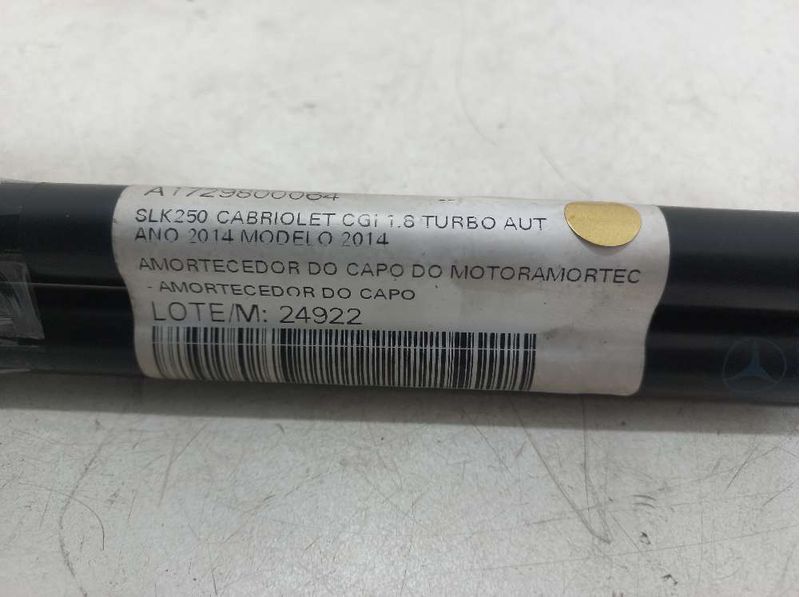 A1729800064
SLK250 CABRIOLET CGI 1.8 TURBO AUT
ANO 2014 MODELO 2014
AMORTECEDOR DO CAPO DO MOTORAMORTEC
- AMORTECEDOR DO CAPO
LOTE/M: 24922